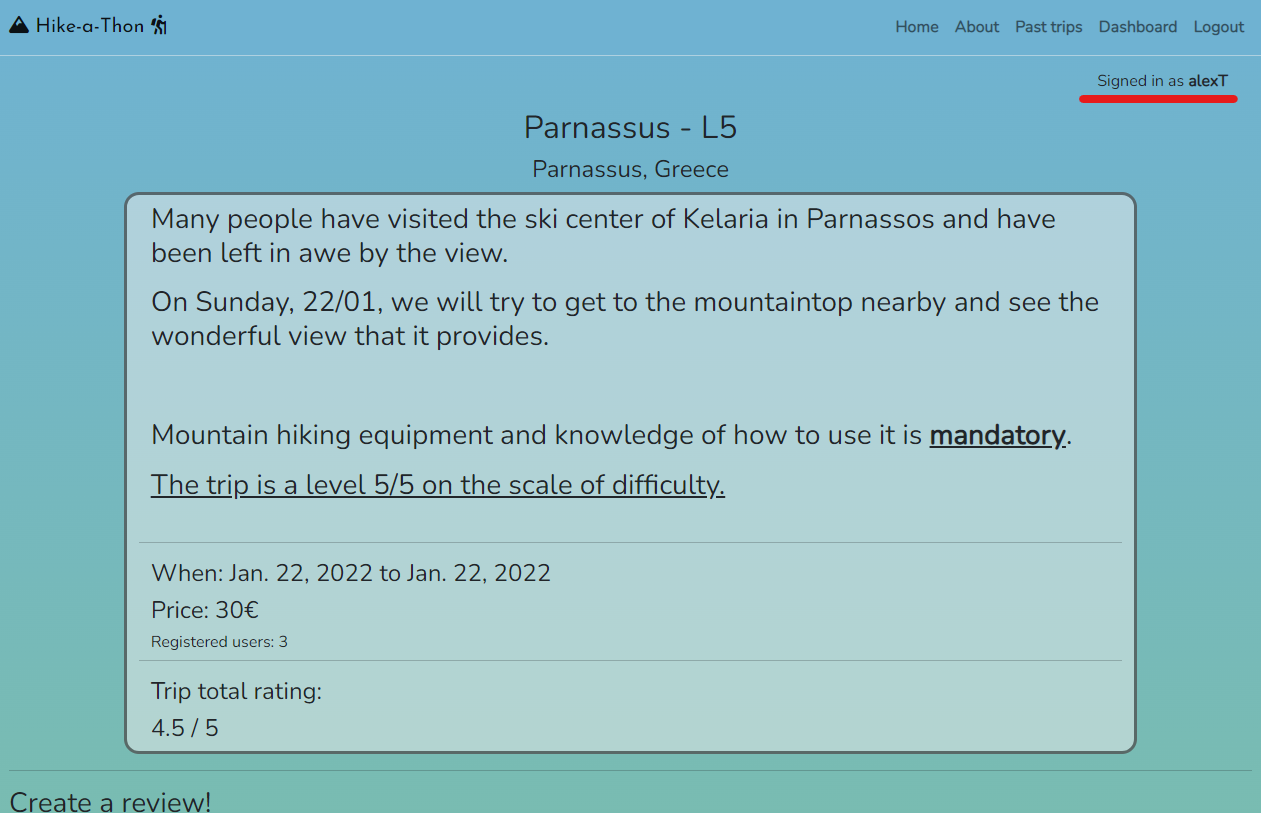 Hike-a-Thon
Home About Past trips Dashboard Logout
Signed in as alexT
Parnassus - L5
Parnassus, Greece
Many people have visited the ski center of Kelaria in Parnassos and have
been left in awe by the view.
On Sunday, 22/01, we will try to get to the mountaintop nearby and see the
wonderful view that it provides.
Mountain hiking equipment and knowledge of how to use it is mandatory.
The trip is a level 5/5 on the scale of difficulty.
When: Jan. 22, 2022 to Jan. 22, 2022
Price: 30€
Registered users: 3
Trip total rating:
4.5 / 5
Create a review!